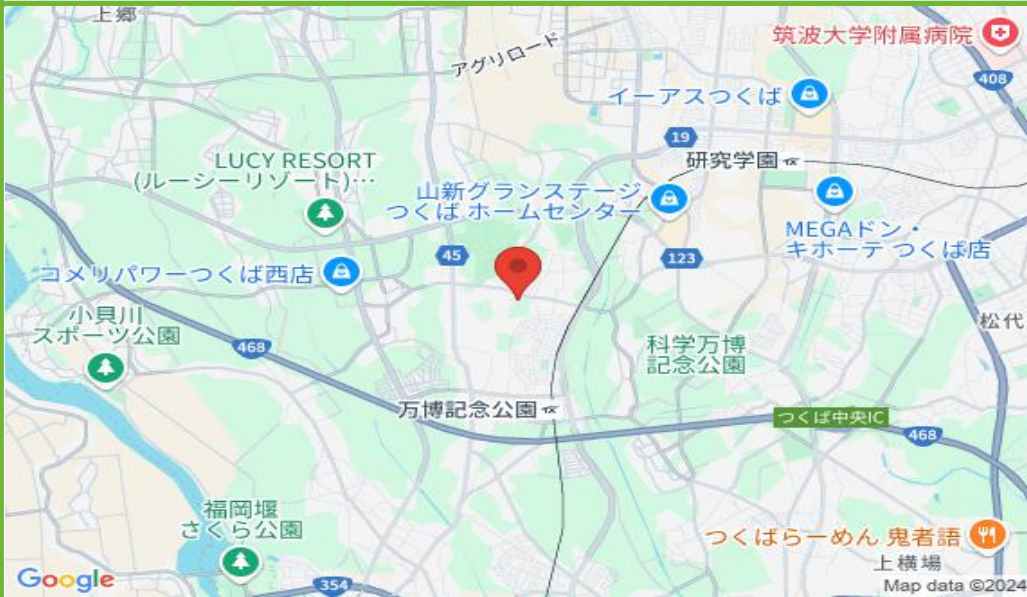 上郷
アグリロード
筑波大学附属病院
408
イーアスつくば
19
研究学園
LUCY RESORT
(ルーシーリゾート)…
山新グランステージ
つくば ホームセンター
MEGAドン・
キホーテ つくば店
45
123
コメリパワーつくば西店
小貝川
スポーツ公園
松代
468
科学万博
記念公園
万博記念公園
つくば中央IC
468
福岡堰
さくら公園
つくばらーめん 鬼者語
上横場
354
Google
Map data ©2024